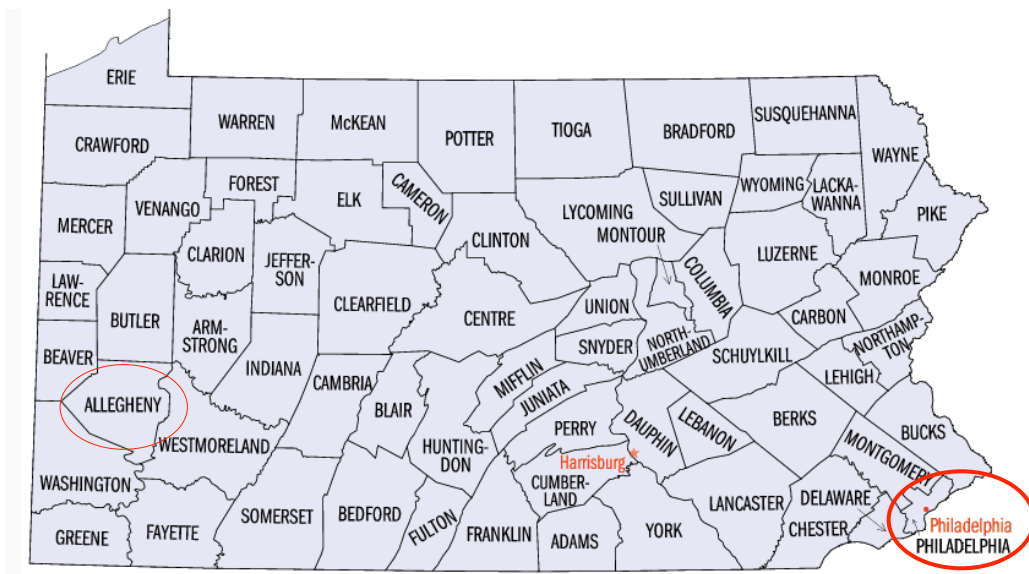 ERIE
CRAWFORD
WARREN
McKEAN
POTTER
TIOGA
BRADFORD
SUSQUEHANNA
WAYNE
MERCER
VENANGO
FOREST
ELK
CAMERON
CLINTON
LYCOMING
SULLIVAN
WYOMING
LACKA-
WANNA
PIKE
CLARION
JEFFER-
SON
MONTOUR
COLUMBIA
LUZERNE
MONROE
LAW-
RENCE
BUTLER
ARM-
STRONG
CLEARFIELD
CENTRE
UNION
CARBON
NORTHAMP-
TON
BEAVER
INDIANA
CAMBRIA
BLAIR
MIFFLIN
SNYDER
NORTH-
UMBERLAND
SCHUYLKILL
LEHIGH
ALLEGHENY
WESTMORELAND
HUNTING-
DON
JUNIATA
PERRY
DAUPHIN
LEBANON
BERKS
MONTGOMERY
BUCKS
Harrisburg
WASHINGTON
CUMBER-
LAND
LANCASTER
DELAWARE
CHESTER
GREENE
FAYETTE
SOMERSET
BEDFORD
FULTON
FRANKLIN
ADAMS
YORK
Philadelphia
PHILADELPHIA